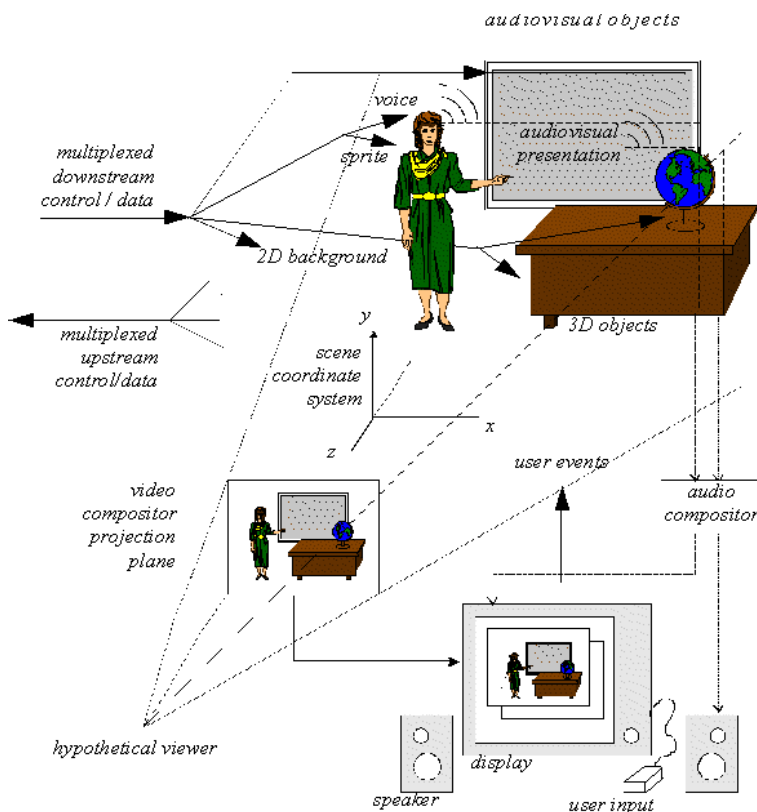 audiovisual objects
voice
sprite
audiovisual
presentation
multiplexed
downstream
control / data
2D background
3D objects
multiplexed
upstream
control/data
y
scene
coordinate
system
x
z
user events
video
compositor
projection
plane
audio
compositor
hypothetical viewer
display
speaker
user input